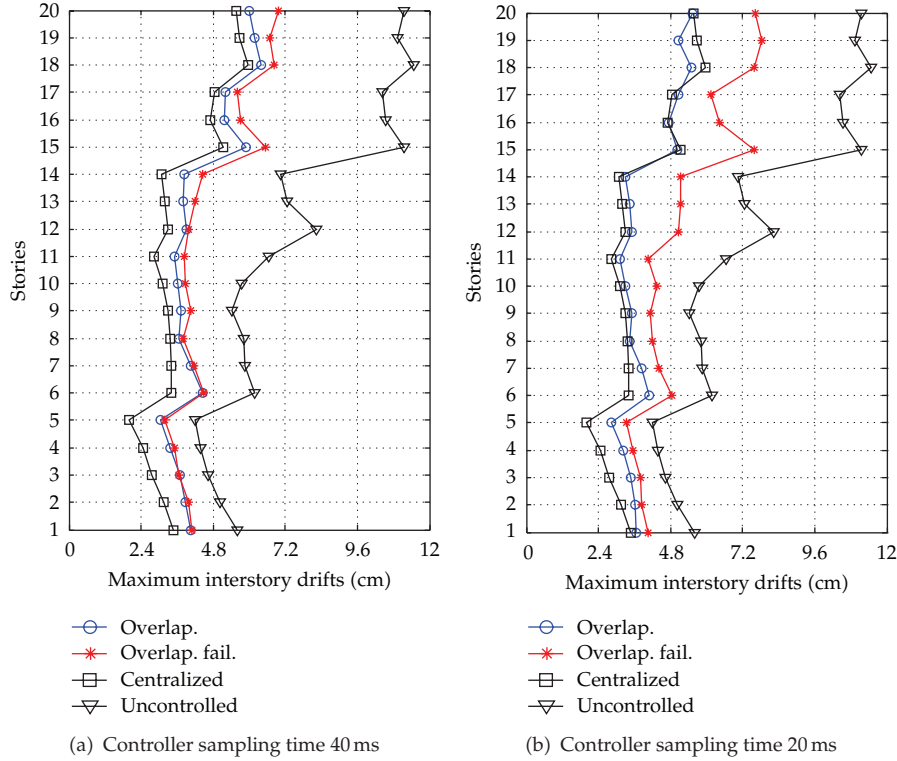 20
19
18
17
16
15
14
13
12
11
10
9
8
7
6
5
4
3
2
1
Stories
0 2.4 4.8 7.2 9.6 12
Maximum interstory drifts (cm)
Overlap.
Overlap. fail.
Centralized
Uncontrolled
(a) Controller sampling time 40 ms
20
19
18
17
16
15
14
13
12
11
10
9
8
7
6
5
4
3
2
1
Stories
0 2.4 4.8 7.2 9.6 12
Maximum interstory drifts (cm)
Overlap.
Overlap. fail.
Centralized
Uncontrolled
(b) Controller sampling time 20 ms